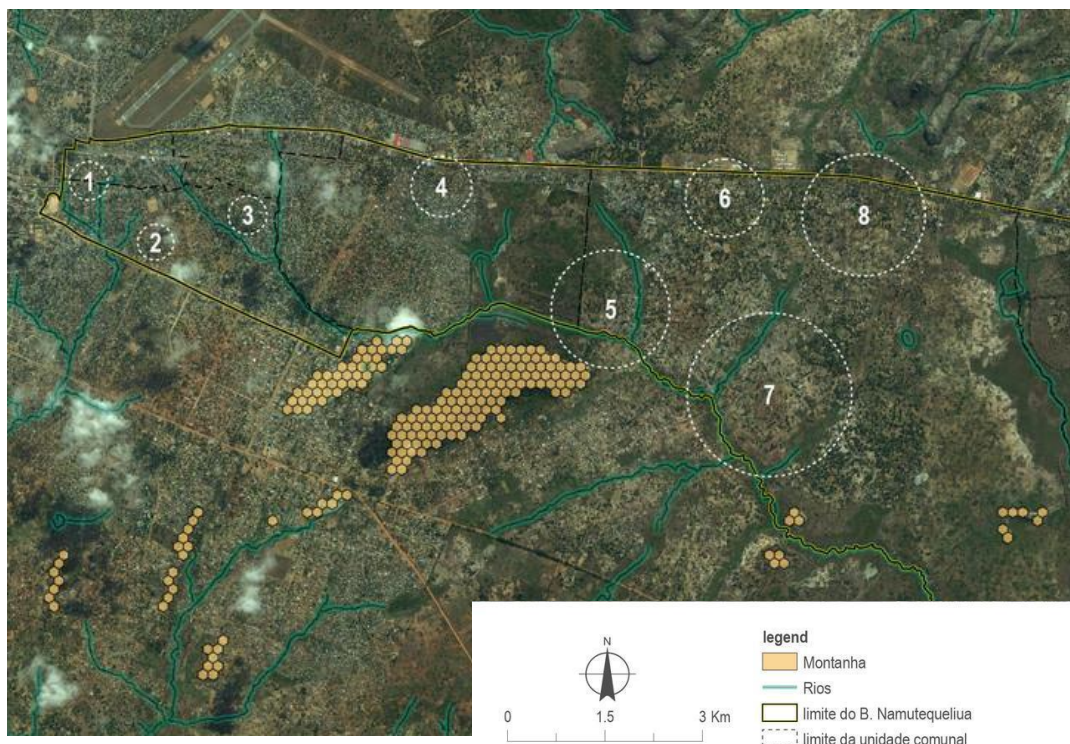 1
2
3
4
5
6
7
8
N
0 1.5 3 Km
legend
Montanha
Rios
limite do B. Namutequeliua
limite da unidade comunal